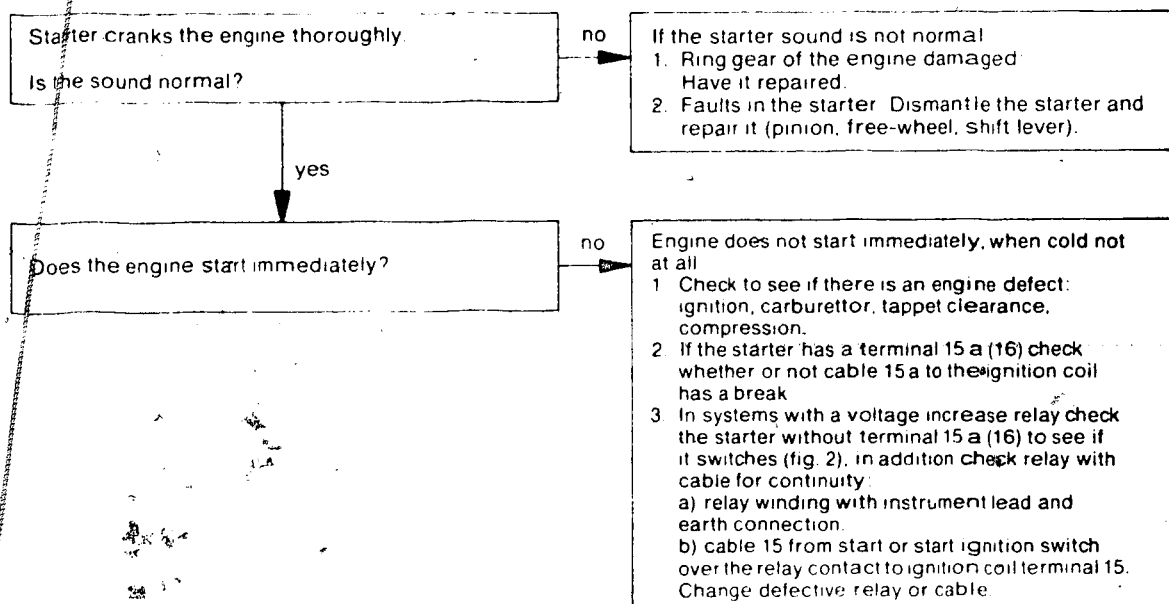 Starter cranks the engine thoroughly.
Is the sound normal?
no
If the starter sound is not normal
1. Ring gear of the engine damaged
Have it repaired.
2. Faults in the starter Dismantle the starter and
repair it (pinion, free-wheel, shift lever).
yes
Does the engine start immediately?
no
Engine does not start immediately, when cold not
at all
1 Check to see if there is an engine defect:
ignition, carburettor, tappet clearance,
compression.
2. If the starter has a terminal 15 a (16) check
whether or not cable 15 a to the ignition coil
has a break
3. In systems with a voltage increase relay check
the starter without terminal 15 a (16) to see if
it switches (fig. 2), in addition check relay with
cable for continuity:
a) relay winding with instrument lead and
earth connection.
b) cable 15 from start or start ignition switch
over the relay contact to ignition coil terminal 15.
Change defective relay or cable.